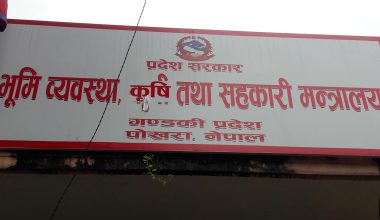 प्रदेश सरकार
भूमि व्यवस्था, कृषि तथा सहकारी मन्त्रालय
गण्डकी प्रदेश
पोखरा, नेपाल